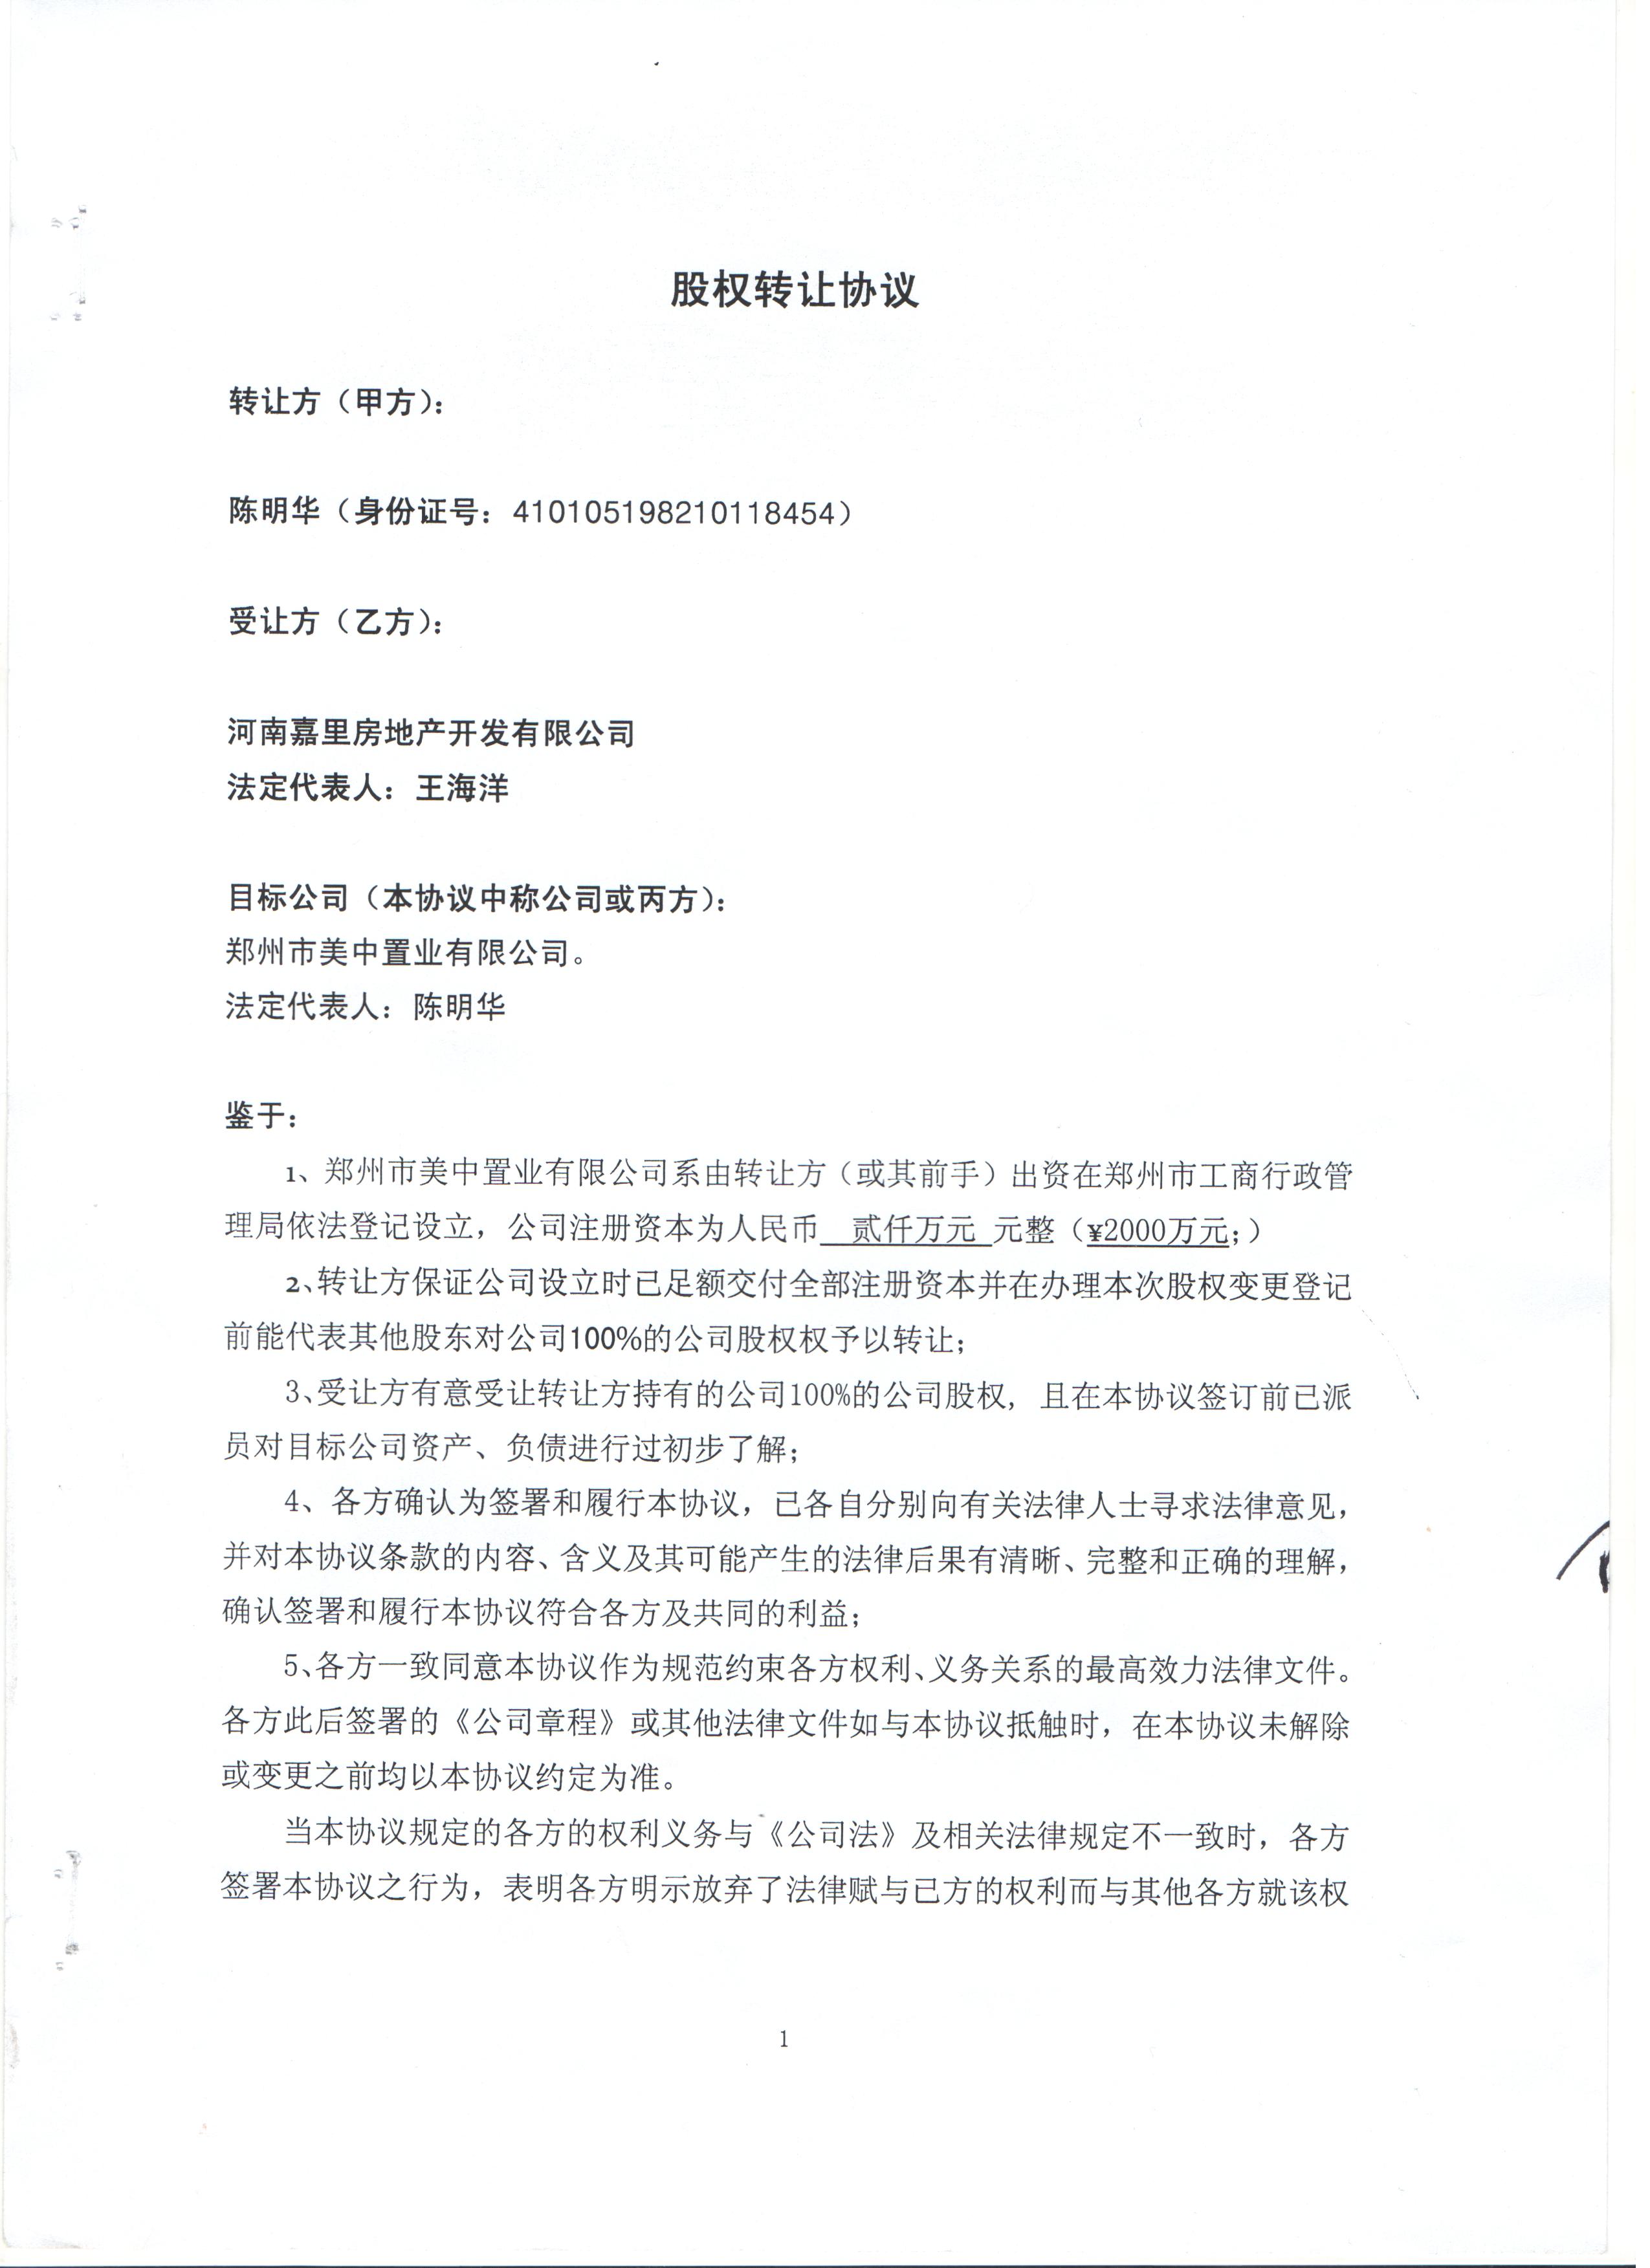 股权转让协议
转让方（甲方）：
陈明华（身份证号：410105198210118454）
受让方（乙方）：
河南嘉里房地产开发有限公司
法定代表人：王海洋
目标公司（本协议中称公司或丙方）：
郑州市美中置业有限公司。
法定代表人：陈明华
鉴于：
1、郑州市美中置业有限公司系由转让方（或其前手）出资在郑州市工商行政管
理局依法登记设立，公司注册资本为人民币 贰仟万元 元整（¥2000万元；）
2、转让方保证公司设立时已足额交付全部注册资本并在办理本次股权变更登记
前能代表其他股东对公司100%的公司股权权予以转让；
3、受让方有意受让转让方持有的公司100%的公司股权，且在本协议签订前已派
员对目标公司资产、负债进行过初步了解；
4、各方确认为签署和履行本协议，已各自分别向有关法律人士寻求法律意见，
并对本协议条款的内容、含义及其可能产生的法律后果有清晰、完整和正确的理解，
确认签署和履行本协议符合各方及共同的利益；
5、各方一致同意本协议作为规范约束各方权利、义务关系的最高效力法律文件。
各方此后签署的《公司章程》或其他法律文件如与本协议抵触时，在本协议未解除
或变更之前均以本协议约定为准。
当本协议规定的各方的权利义务与《公司法》及相关法律规定不一致时，各方
签署本协议之行为，表明各方明示放弃了法律赋与已方的权利而与其他各方就该权
1